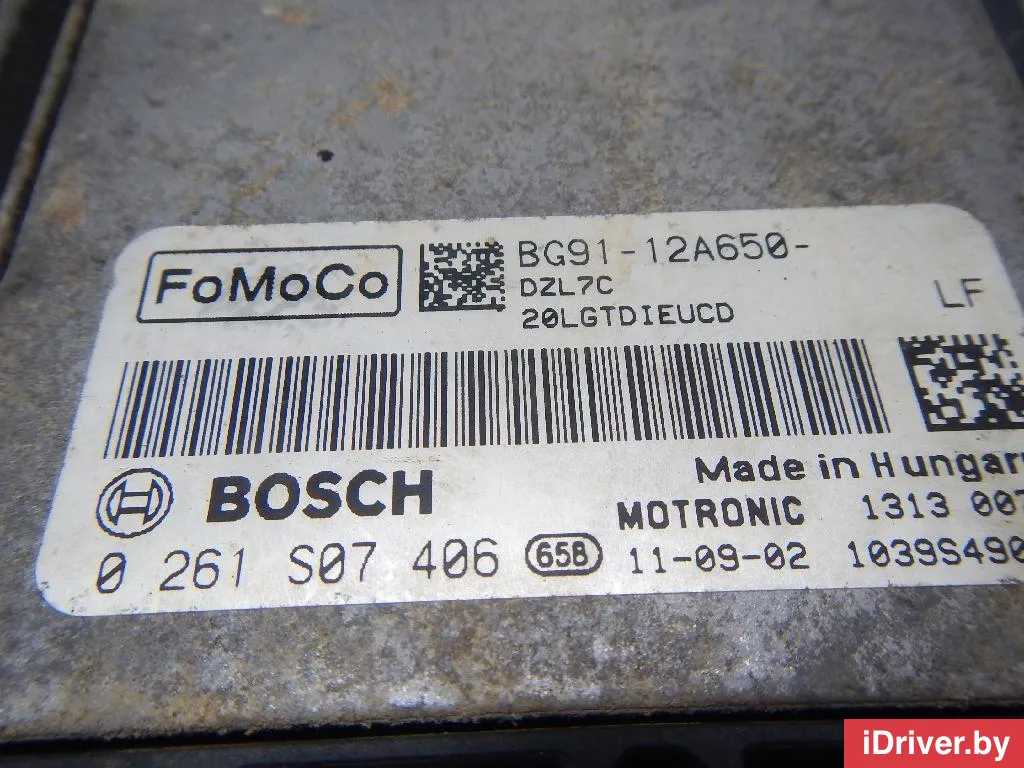 FoMoCo
BG91-12A650-
DZL7C
20LGTDIEUCD
LF
BOSCH
Made in Hungar
MOTRONIC 1313 007
0 261 S07 406 658 11-09-02 1039S490
iDriver.by